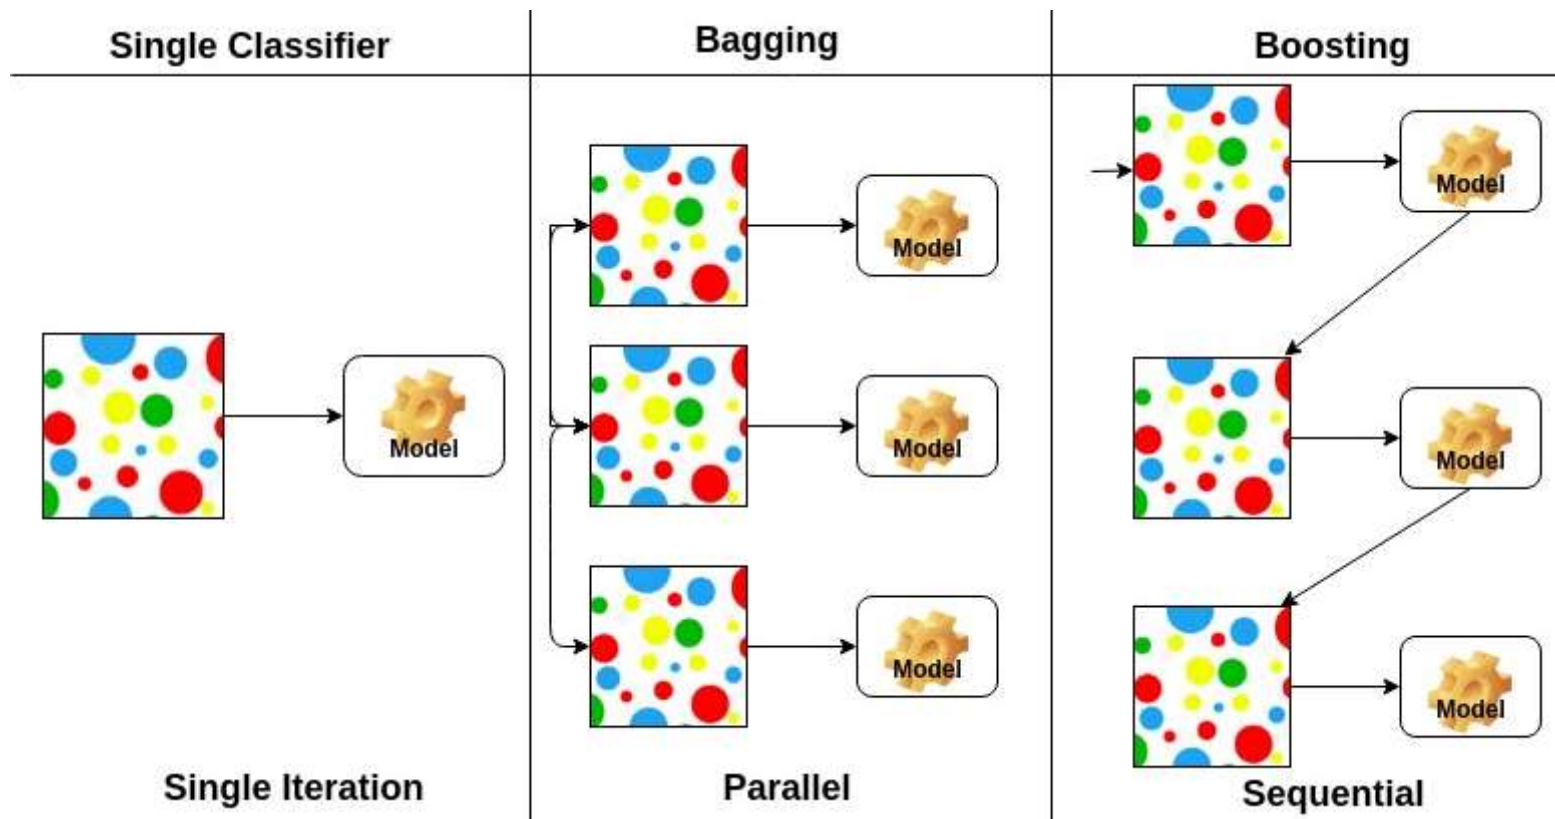 Single Classifier
Bagging
Boosting
Model
Model
Model
Model
Model
Model
Model
Single Iteration
Parallel
Sequential